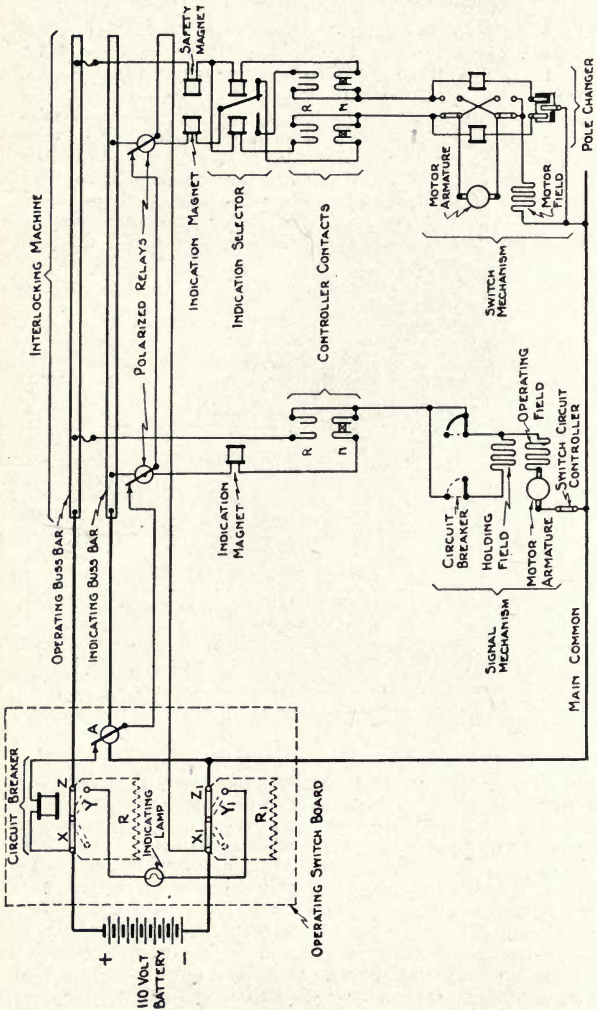 INTERLOCKING MACHINE
OPERATING BUSS BAR
INDICATING BUSS BAR
POLARIZED RELAYS
SAFETY
MAGNET
INDICATION MAGNET
INDICATION SELECTOR
CONTROLLER CONTACTS
INDICATION
MAGNET
R
N
R
N
CIRCUIT BREAKER
X
Z
Y
A
R
INDICATING
LAMP
X1
Z1
Y1
R1
+
110 VOLT
BATTERY
-
OPERATING SWITCH BOARD
CIRCUIT
BREAKER
HOLDING
FIELD
OPERATING
FIELD
MOTOR
ARMATURE
SWITCH CIRCUIT
CONTROLLER
SIGNAL
MECHANISM
MAIN COMMON
MOTOR
ARMATURE
MOTOR
FIELD
SWITCH
MECHANISM
POLE CHANGER